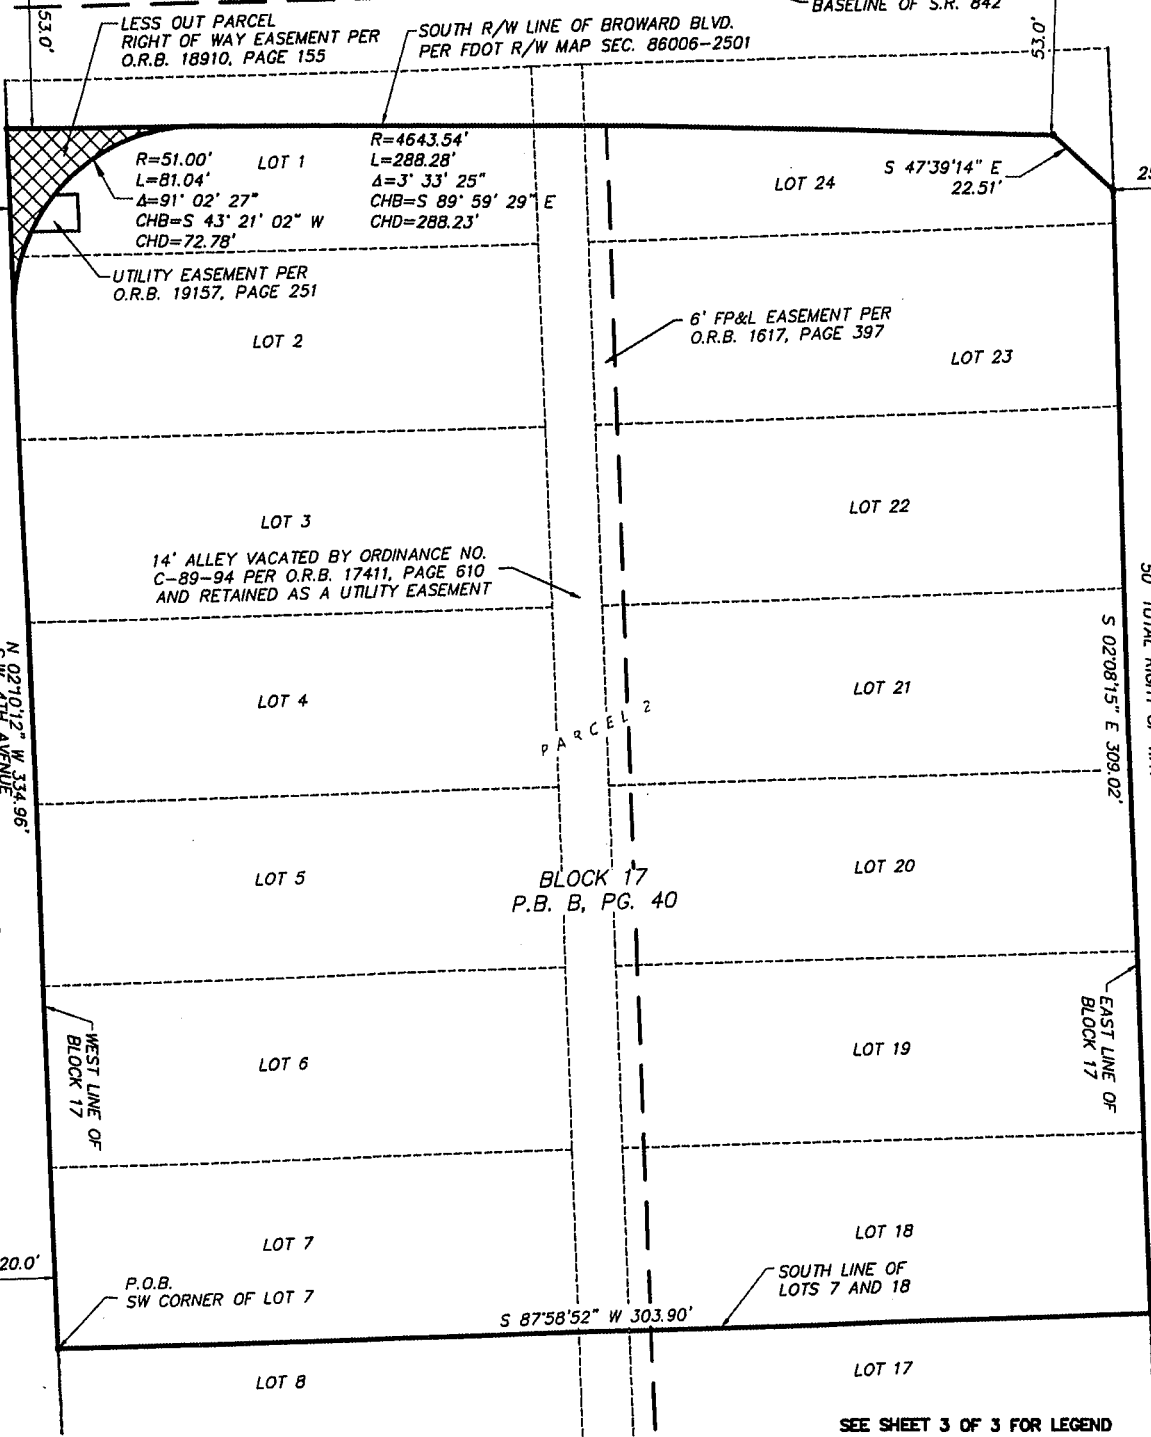 BASELINE OF S.R. 842
53.0'
LESS OUT PARCEL
RIGHT OF WAY EASEMENT PER
O.R.B. 18910, PAGE 155
SOUTH R/W LINE OF BROWARD BLVD.
PER FDOT R/W MAP SEC. 86006-2501
53.0'
R=51.00'
L=81.04'
Δ=91° 02' 27"
CHB=S 43° 21' 02" W
CHD=72.78'
LOT 1
R=4643.54'
L=288.28'
Δ=3° 33' 25"
CHB=S 89° 59' 29" E
CHD=288.23'
LOT 24
S 47°39'14" E
22.51'
UTILITY EASEMENT PER
O.R.B. 19157, PAGE 251
LOT 2
6' FP&L EASEMENT PER
O.R.B. 1617, PAGE 397
LOT 23
LOT 3
LOT 22
14' ALLEY VACATED BY ORDINANCE NO.
C-89-94 PER O.R.B. 17411, PAGE 610
AND RETAINED AS A UTILITY EASEMENT
N 02°10'12" W 334.96'
4TH AVENUE
S 02°08'15" E 309.02'
50' TOTAL RIGHT OF WAY
LOT 4
LOT 21
PARCEL 2
LOT 5
LOT 20
BLOCK 17
P.B. B, PG. 40
WEST LINE OF
BLOCK 17
LOT 6
LOT 19
EAST LINE OF
BLOCK 17
LOT 7
LOT 18
20.0'
P.O.B.
SW CORNER OF LOT 7
SOUTH LINE OF
LOTS 7 AND 18
S 87°58'52" W 303.90'
LOT 8
LOT 17
SEE SHEET 3 OF 3 FOR LEGEND